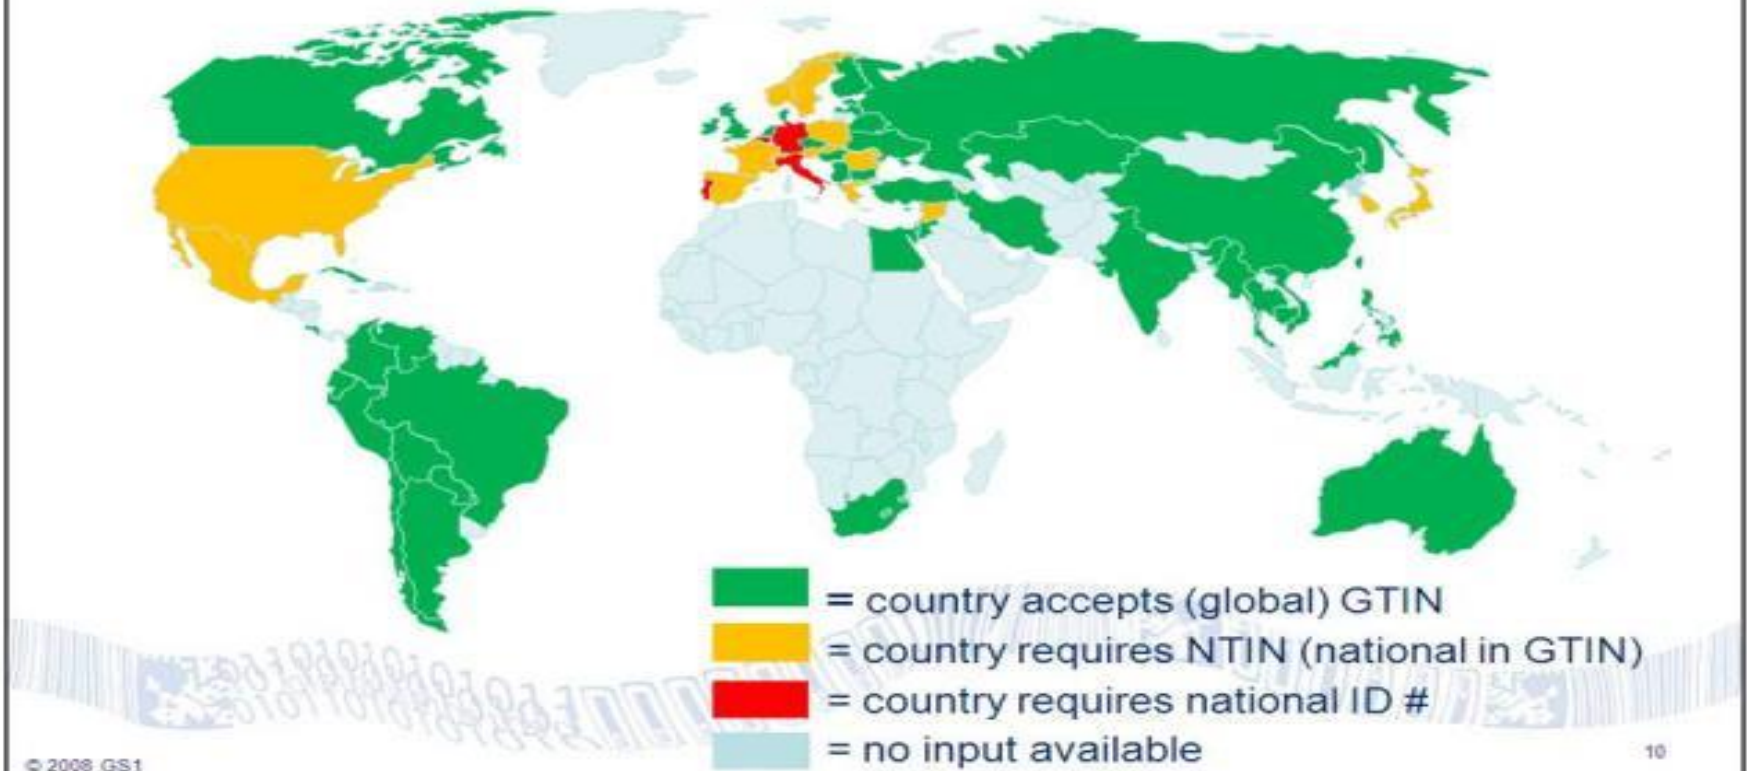 = country accepts (global) GTIN
= country requires NTIN (national in GTIN)
= country requires national ID #
= no input available
10
© 2008 GS1